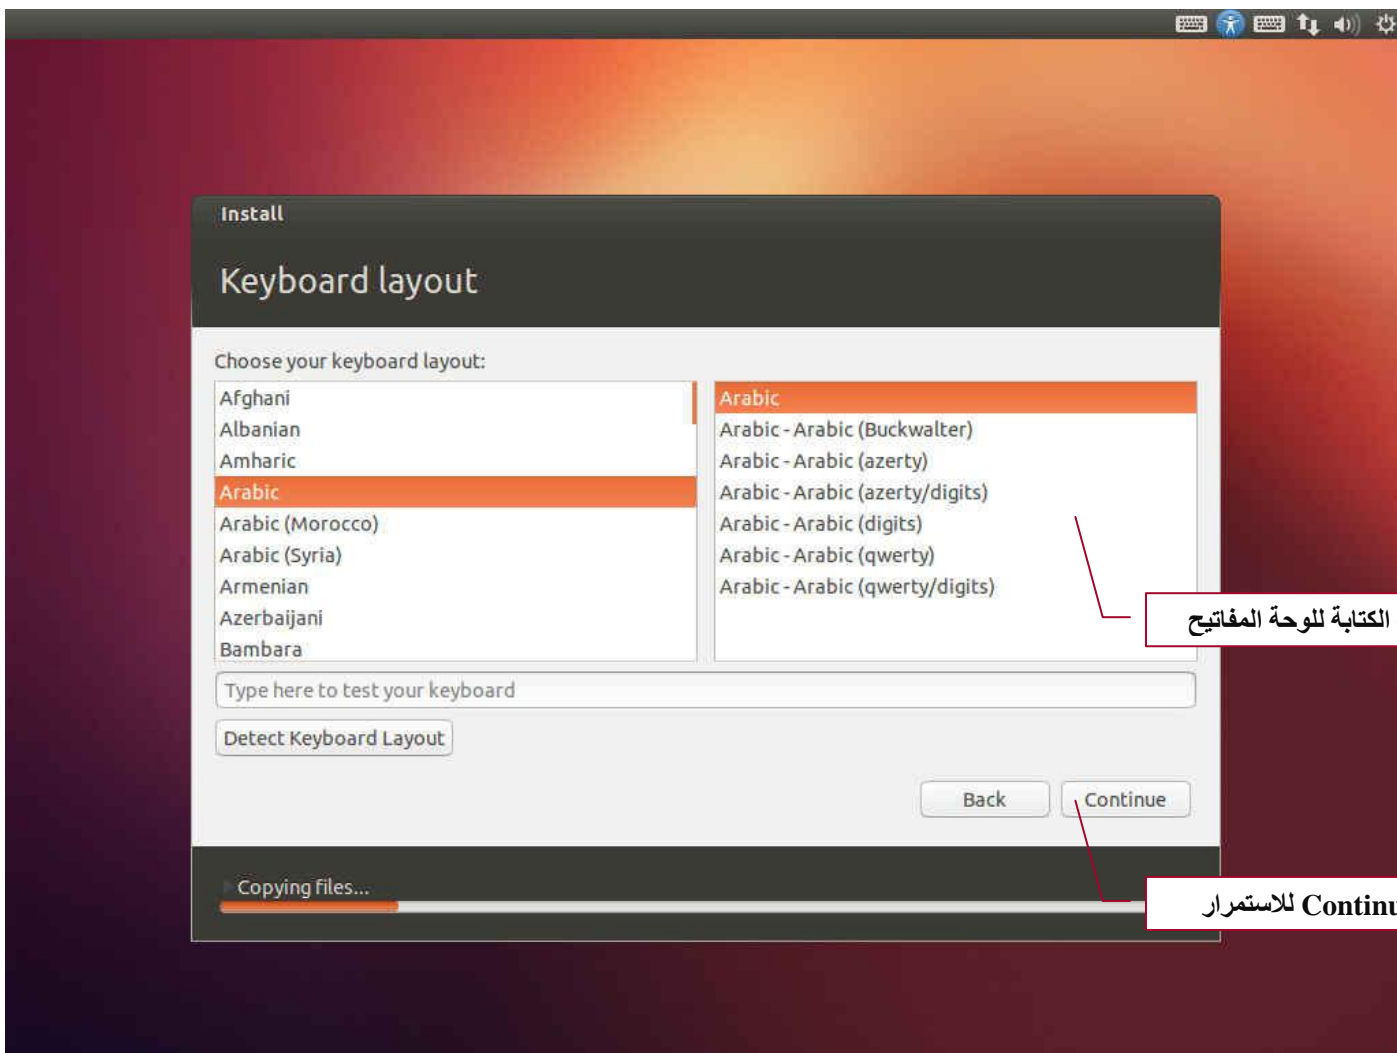 Install
Keyboard layout
Choose your keyboard layout:
Afghani
Albanian
Amharic
Arabic
Arabic (Morocco)
Arabic (Syria)
Armenian
Azerbaijani
Bambara
Arabic
Arabic - Arabic (Buckwalter)
Arabic - Arabic (azerty)
Arabic - Arabic (azerty/digits)
Arabic - Arabic (digits)
Arabic - Arabic (qwerty)
Arabic - Arabic (qwerty/digits)
الكتابة للوحة المفاتيح
Type here to test your keyboard
Detect Keyboard Layout
Back
Continue
Copying files...
للاستمرار